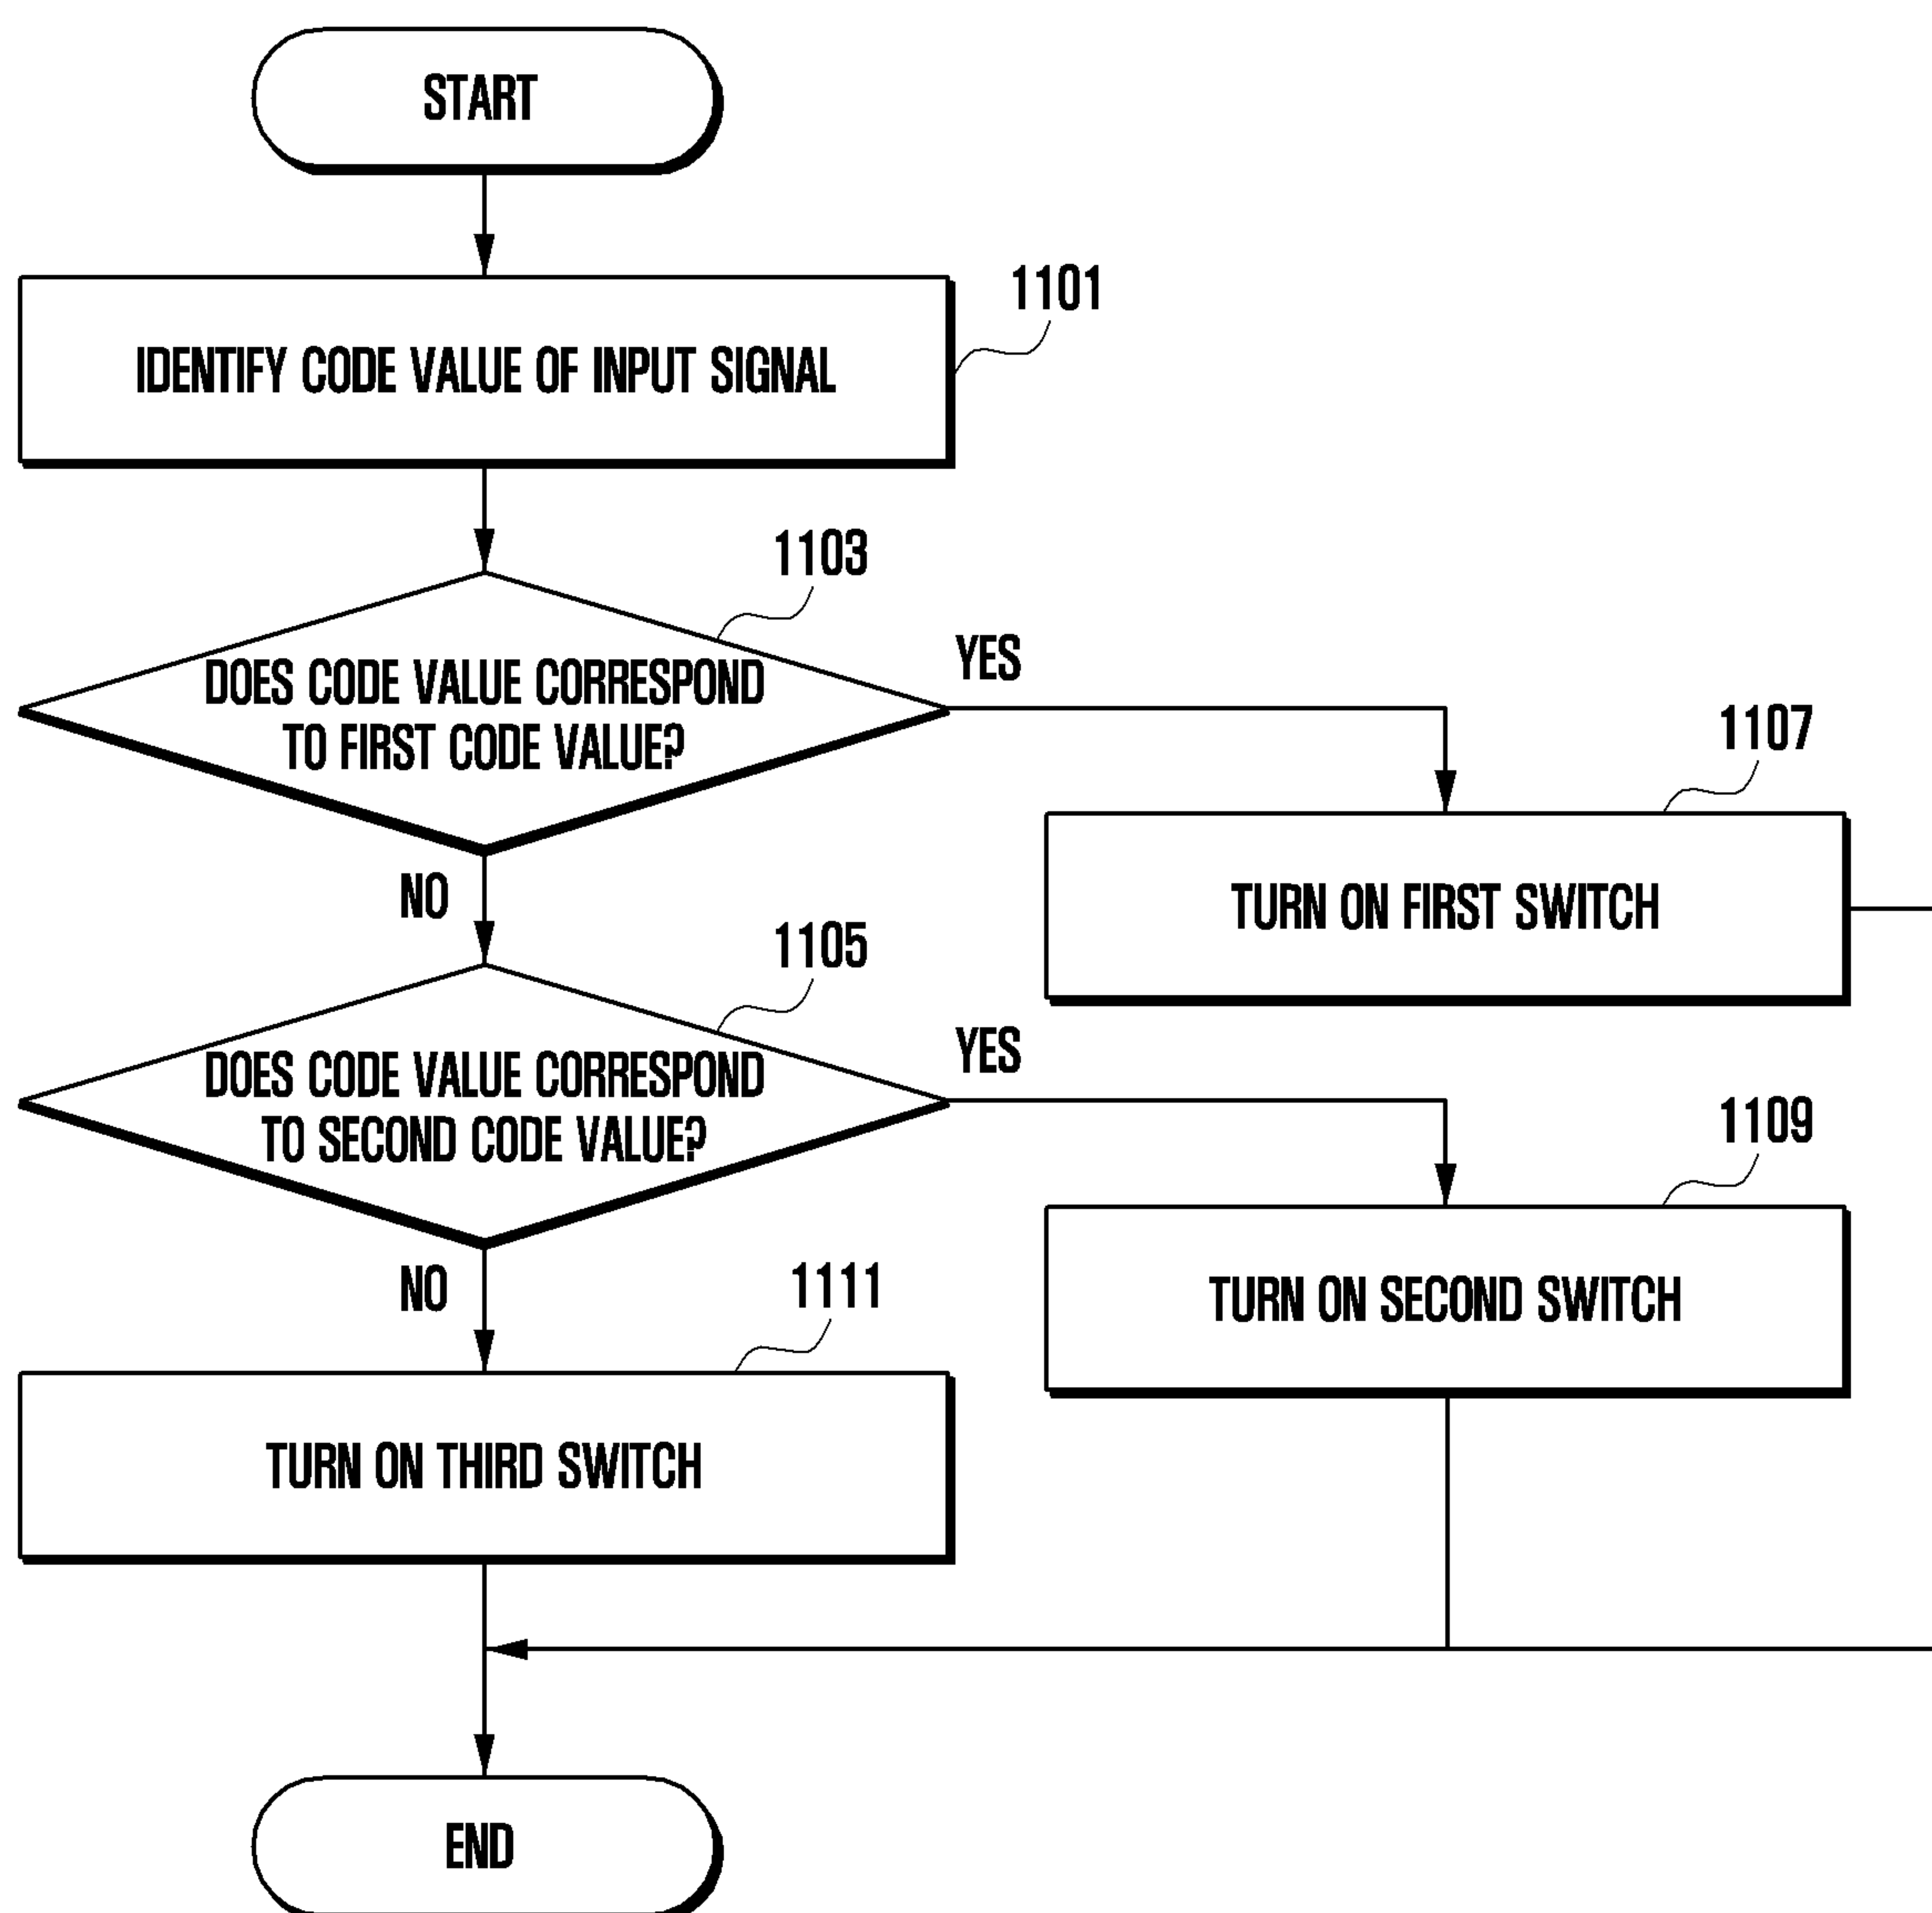 START
1101
IDENTIFY CODE VALUE OF INPUT SIGNAL
1103
DOES CODE VALUE CORRESPOND
TO FIRST CODE VALUE?
YES
1107
TURN ON FIRST SWITCH
NO
1105
DOES CODE VALUE CORRESPOND
TO SECOND CODE VALUE?
YES
1109
TURN ON SECOND SWITCH
NO
1111
TURN ON THIRD SWITCH
END